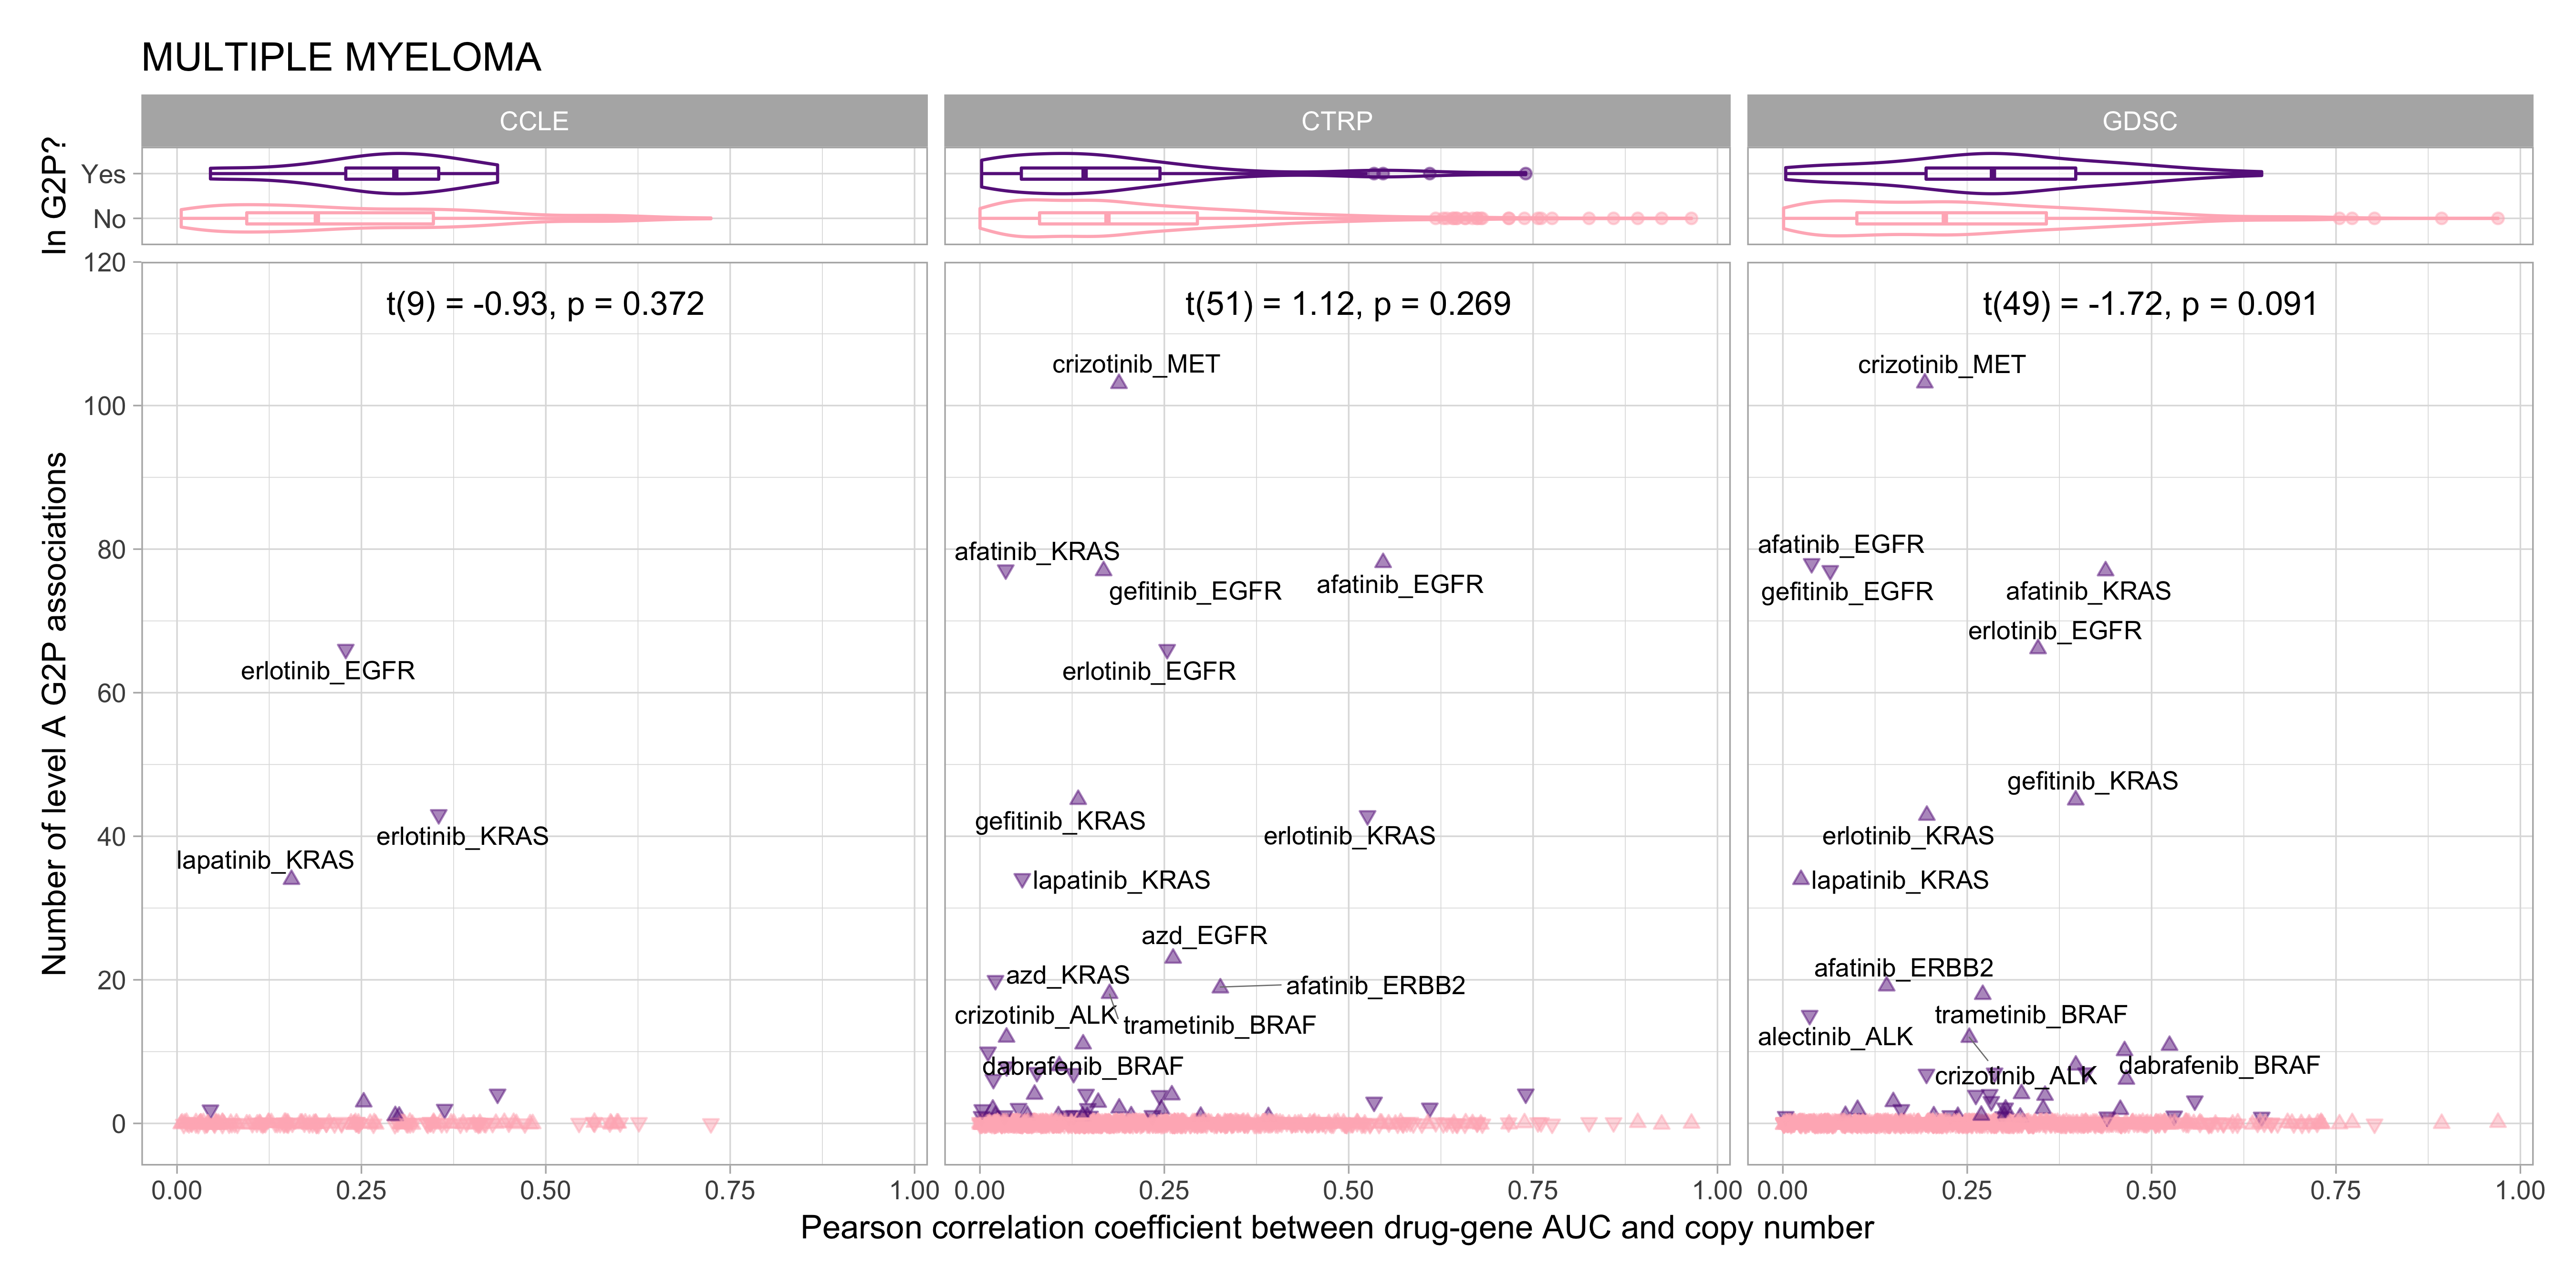 MULTIPLE MYELOMA
CCLE
CTRP
GDSC
In G2P?
Yes
No
Number of level A G2P associations
120
100
80
60
40
20
0
t(9) = -0.93, p = 0.372
erlotinib_EGFR
erlotinib_KRAS
lapatinib_KRAS
t(51) = 1.12, p = 0.269
crizotinib_MET
afatinib_KRAS
gefitinib_EGFR
afatinib_EGFR
erlotinib_EGFR
gefitinib_KRAS
erlotinib_KRAS
lapatinib_KRAS
azd_EGFR
azd_KRAS
afatinib_ERBB2
crizotinib_ALK
trametinib_BRAF
dabrafenib_BRAF
t(49) = -1.72, p = 0.091
crizotinib_MET
afatinib_EGFR
gefitinib_EGFR
afatinib_KRAS
erlotinib_EGFR
gefitinib_KRAS
erlotinib_KRAS
lapatinib_KRAS
afatinib_ERBB2
trametinib_BRAF
alectinib_ALK
dabrafenib_BRAF
crizotinib_ALK
0.00 0.25 0.50 0.75 1.00
0.00 0.25 0.50 0.75 1.00
0.00 0.25 0.50 0.75 1.00
Pearson correlation coefficient between drug-gene AUC and copy number